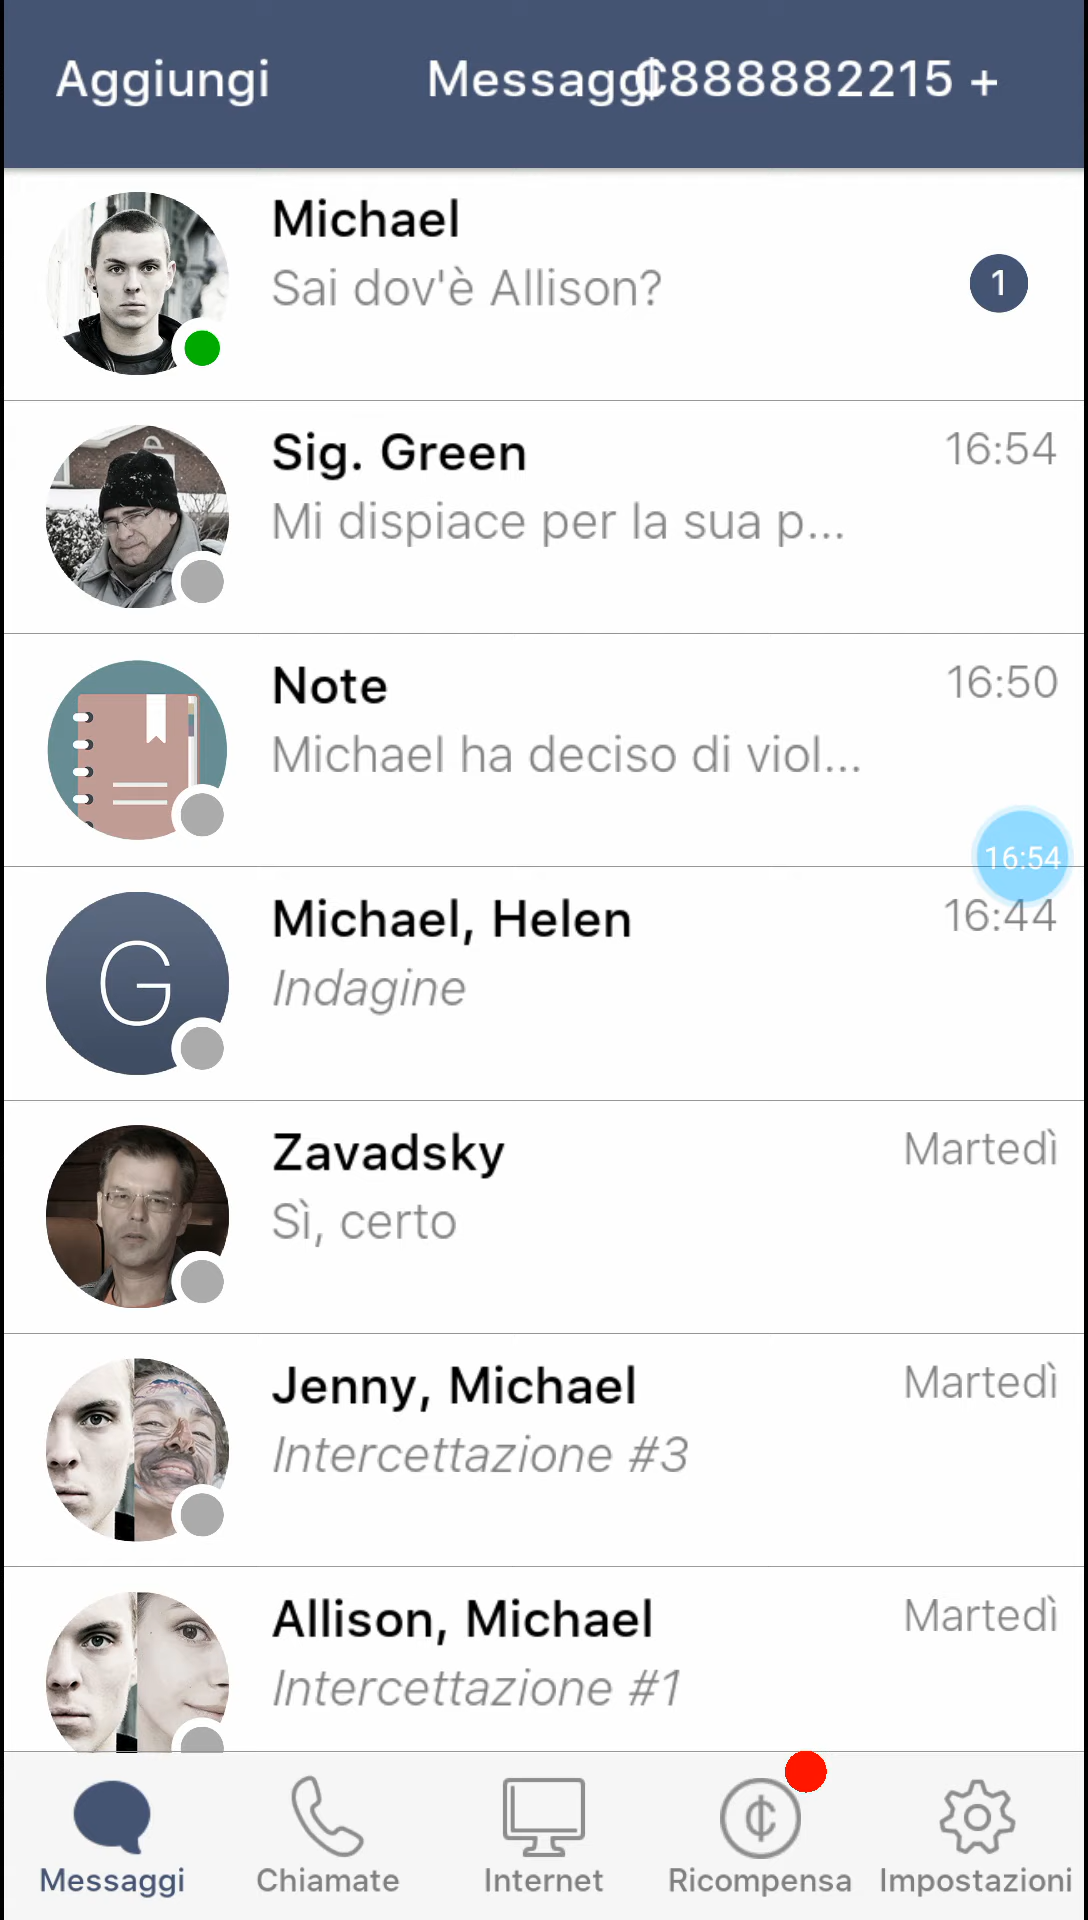 Aggiungi
Messaggi
₵888882215 +
Michael
Sai dov'è Allison?
1
Sig. Green
16:54
Mi dispiace per la sua p...
Note
16:50
Michael ha deciso di viol...
16:54
Michael, Helen
16:44
G
Indagine
Zavadsky
Martedì
Sì, certo
Jenny, Michael
Martedì
Intercettazione #3
Allison, Michael
Martedì
Intercettazione #1
Messaggi
Chiamate
Internet
Ricompensa
Impostazioni